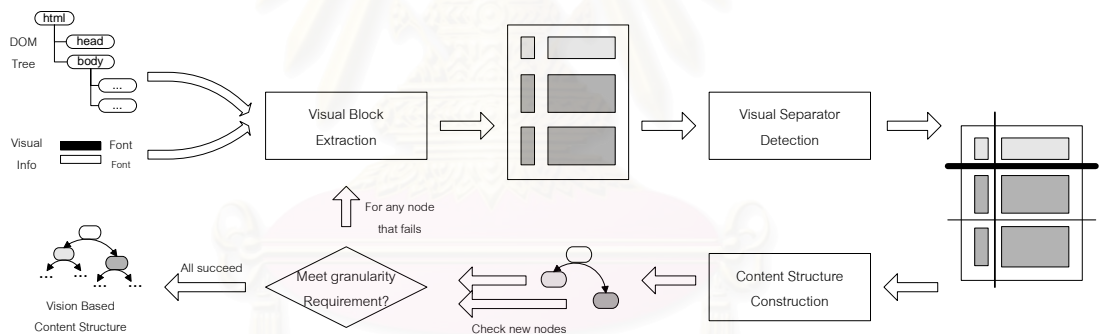 html
DOM
Tree
head
body
...
...
Visual
Info
Font
Font
Visual Block
Extraction
Visual Separator
Detection
For any node
that fails
All succeed
Meet granularity
Requirement?
Check new nodes
Content Structure
Construction
...
...
...
...
Vision Based
Content Structure